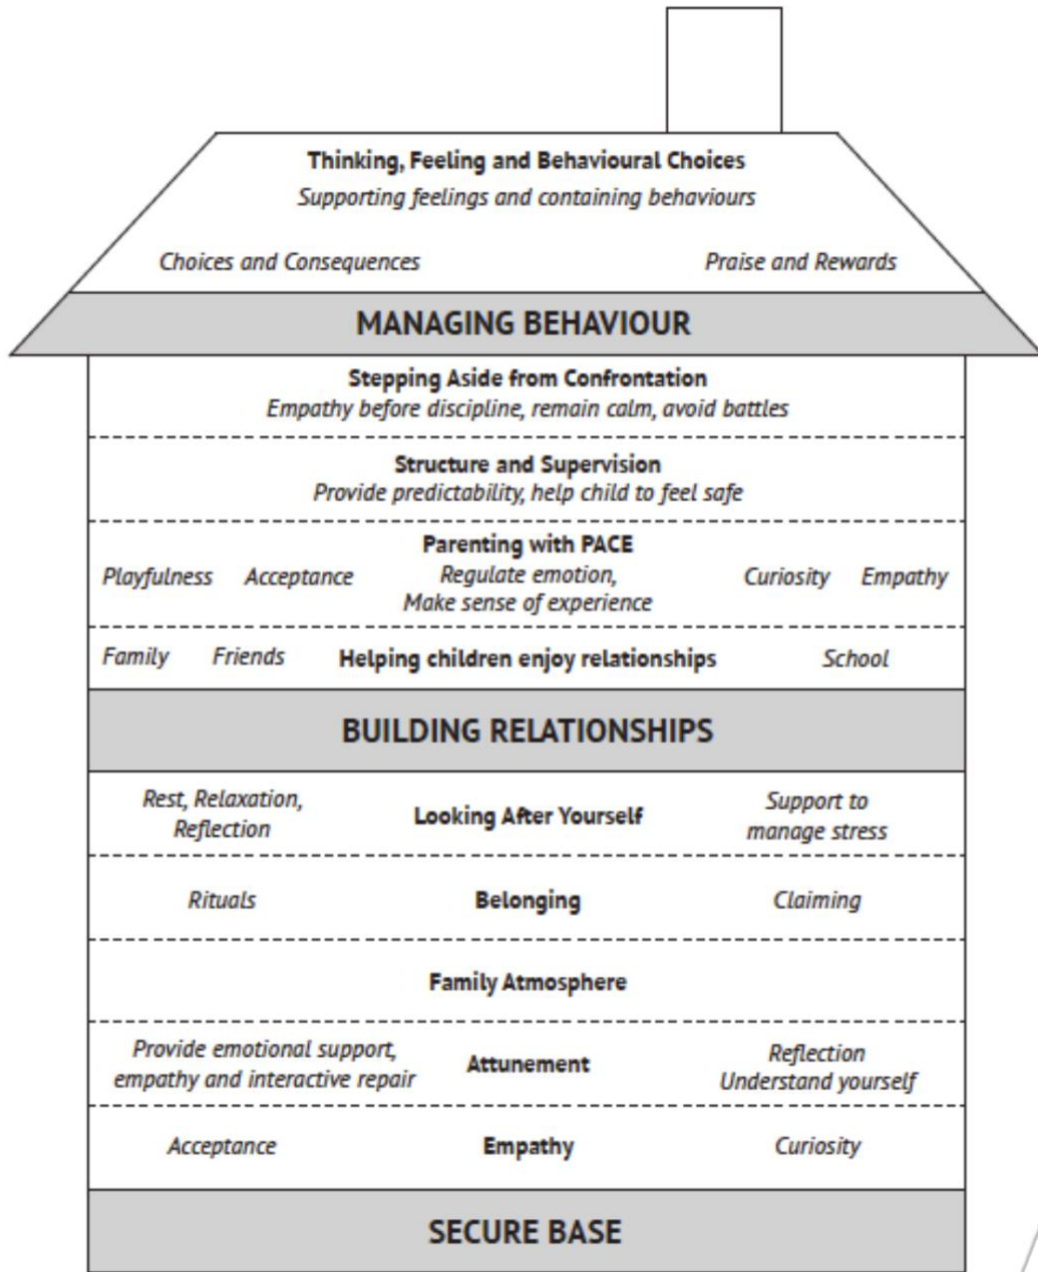 Thinking, Feeling and Behavioural Choices
Supporting feelings and containing behaviours
Choices and Consequences
Praise and Rewards
MANAGING BEHAVIOUR
Stepping Aside from Confrontation
Empathy before discipline, remain calm, avoid battles
Structure and Supervision
Provide predictability, help child to feel safe
Parenting with PACE
Playfulness
Acceptance
Regulate emotion,
Make sense of experience
Curiosity
Empathy
Family
Friends
Helping children enjoy relationships
School
BUILDING RELATIONSHIPS
Rest, Relaxation,
Reflection
Looking After Yourself
Support to
manage stress
Rituals
Belonging
Claiming
Family Atmosphere
Provide emotional support,
empathy and interactive repair
Attunement
Reflection
Understand yourself
Acceptance
Empathy
Curiosity
SECURE BASE